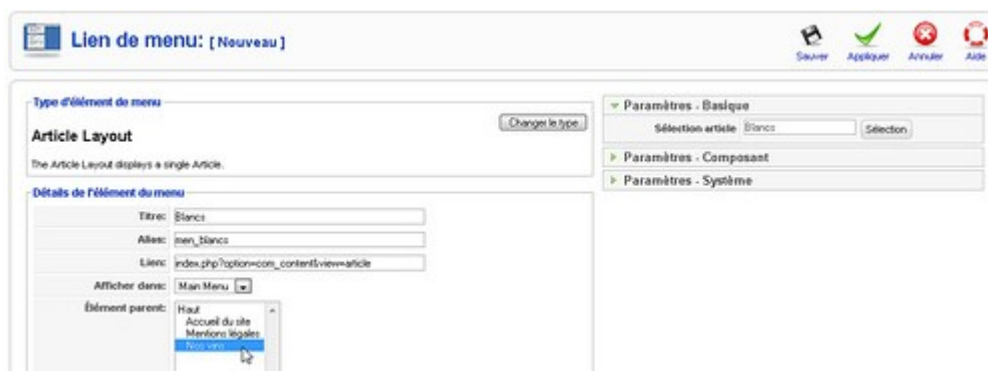 Lien de menu: [ Nouveau ]
Sauver
Appliquer
Annuler
Aide
Type d'élément de menu
Article Layout
Changer le type
The Article Layout displays a single Article.
Détails de l'élément du menu
Titre: Blancs
Alias: men_blancs
Lien: index.php?option=com_content&view=article
Afficher dans: Main Menu
Élément parent: Haut
Accueil du site
Mentions légales
Nos vins
Paramètres - Basique
Sélection article Blancs Sélection
Paramètres - Composant
Paramètres - Système